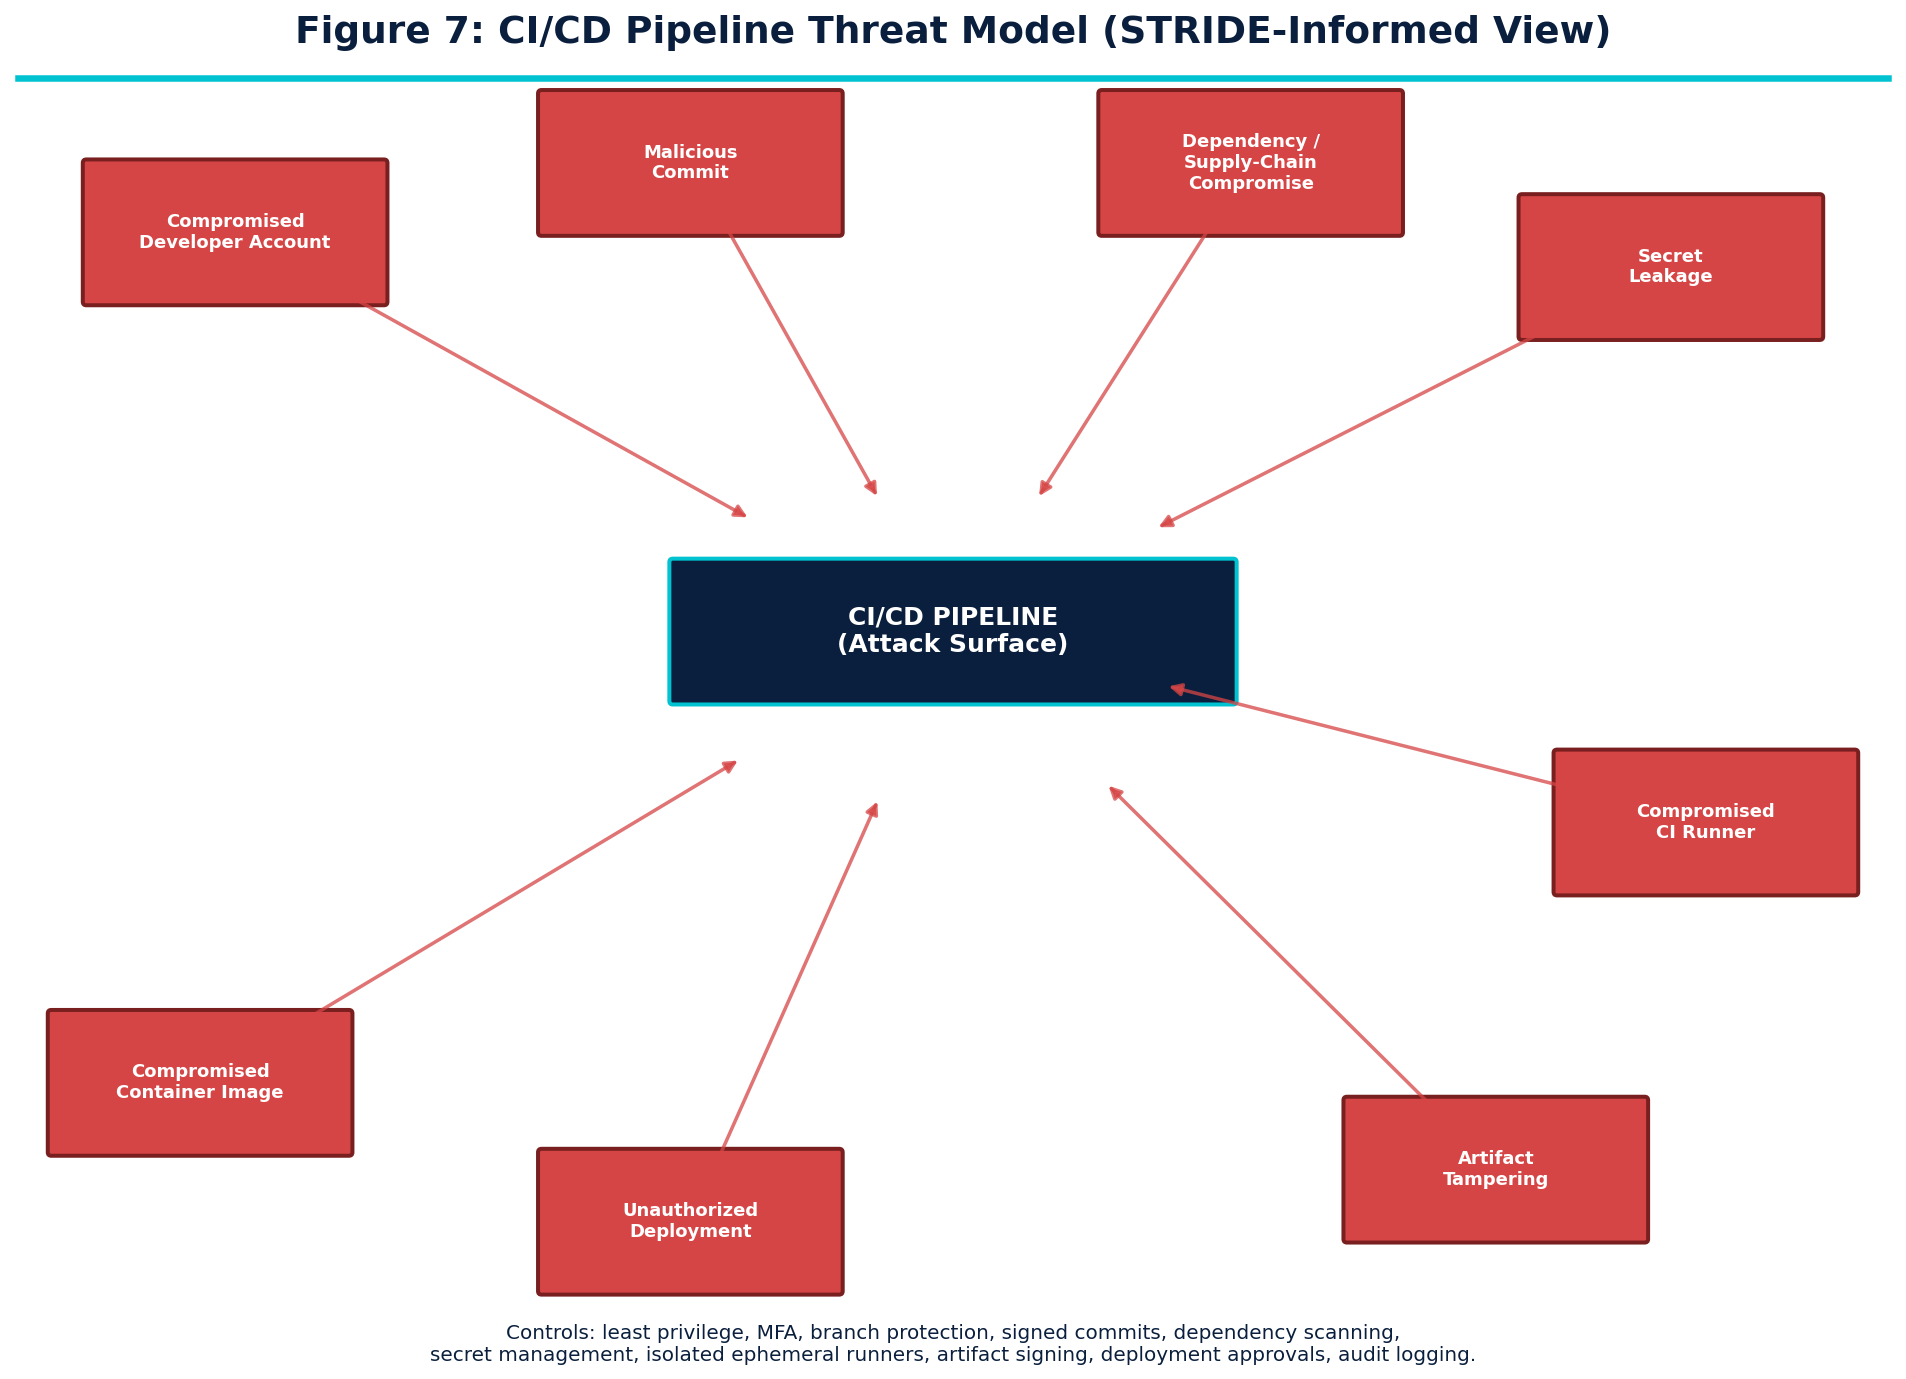 Figure 7: CI/CD Pipeline Threat Model (STRIDE-Informed View)
Malicious
Commit
Dependency /
Supply-Chain
Compromise
Compromised
Developer Account
Secret
Leakage
CI/CD PIPELINE
(Attack Surface)
Compromised
CI Runner
Compromised
Container Image
Artifact
Tampering
Unauthorized
Deployment
Controls: least privilege, MFA, branch protection, signed commits, dependency scanning,
secret management, isolated ephemeral runners, artifact signing, deployment approvals, audit logging.